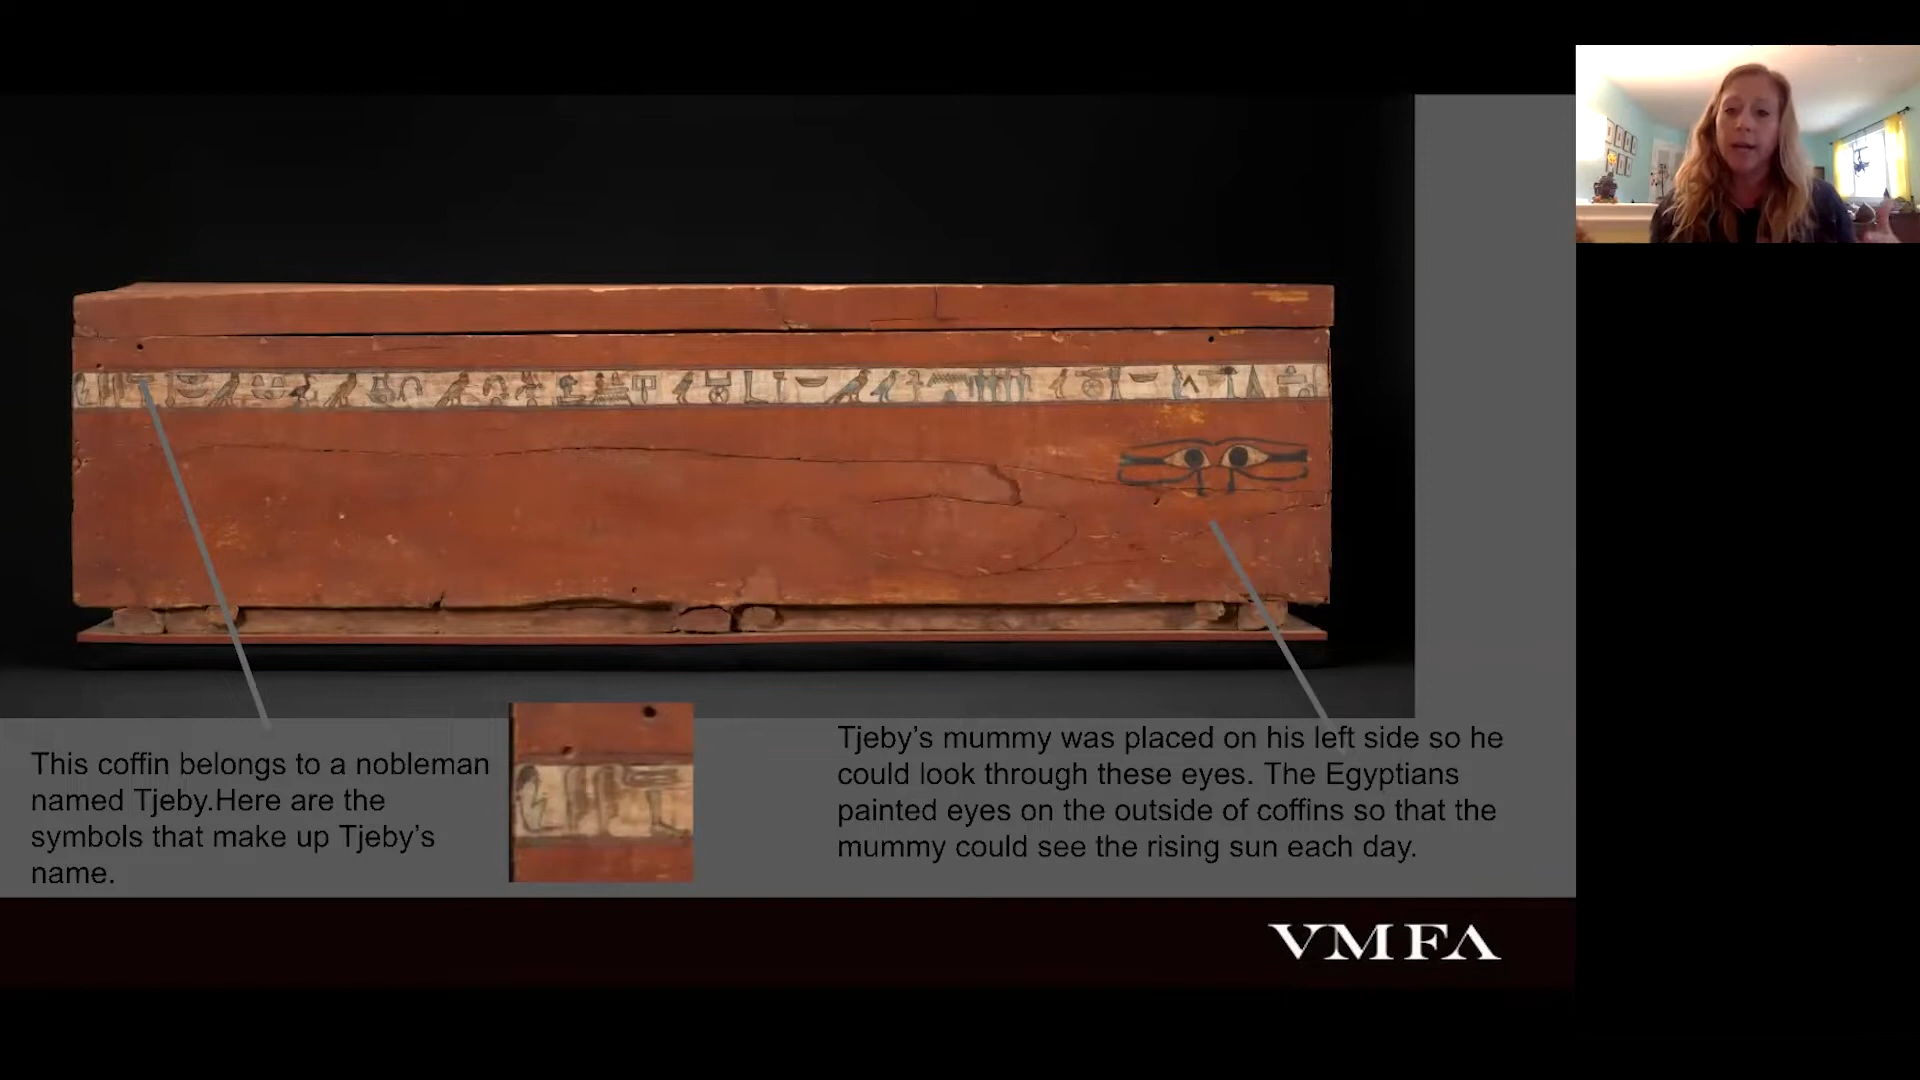 This coffin belongs to a nobleman
named Tjeby.Here are the
symbols that make up Tjeby's
name.
Tjeby's mummy was placed on his left side so he
could look through these eyes. The Egyptians
painted eyes on the outside of coffins so that the
mummy could see the rising sun each day.
VMFA